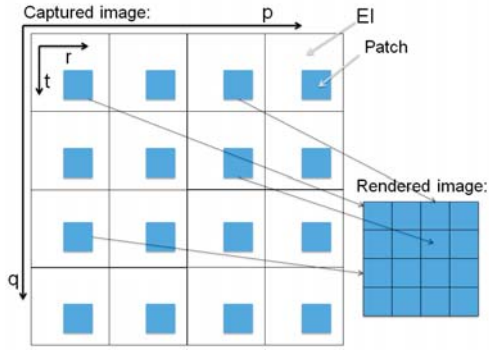 Captured image:
p
EI
r
Patch
t
Rendered image:
q